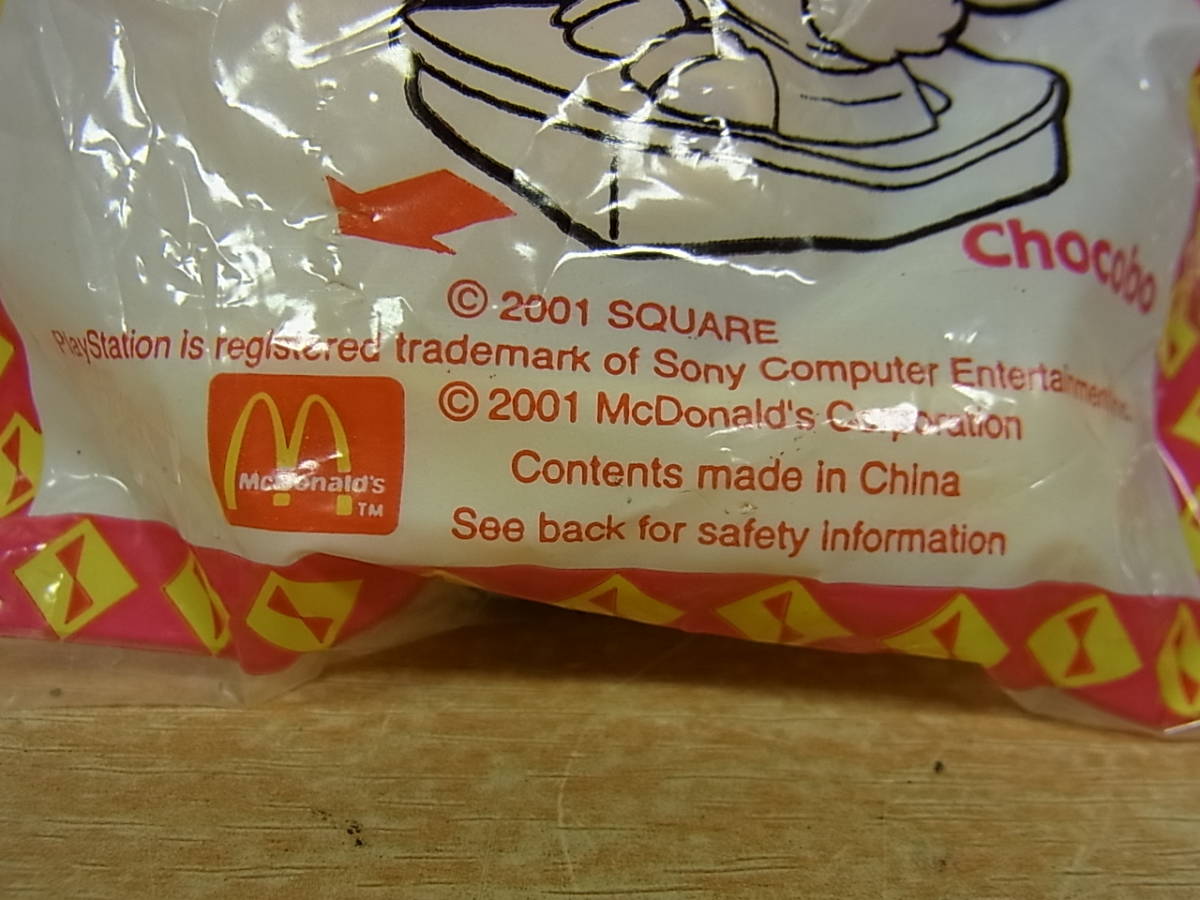 Chocobo
© 2001 SQUARE
PlayStation is registered trademark of Sony Computer Entertainment Inc.
© 2001 McDonald's Corporation
McDonald's
TM
Contents made in China
See back for safety information